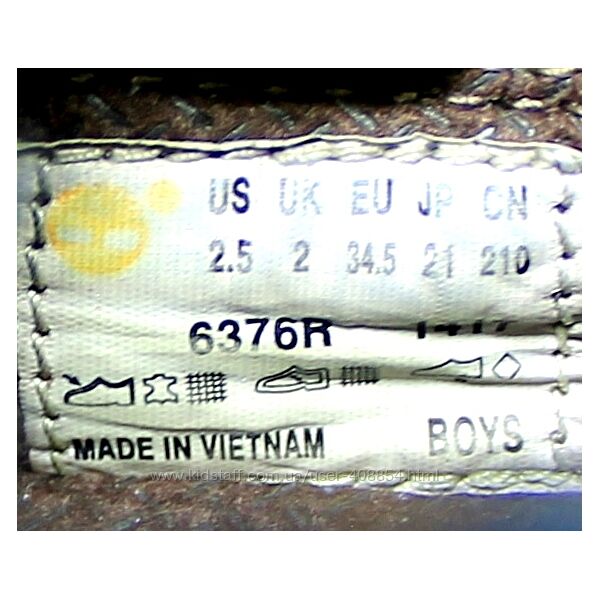 US UK EU JP CN
2.5 2 34.5 21 210
6376R 1417
MADE IN VIETNAM BOYS
www.kidstaff.com.ua/user-408854.html